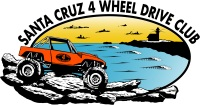 SANTA CRUZ 4 WHEEL DRIVE CLUB